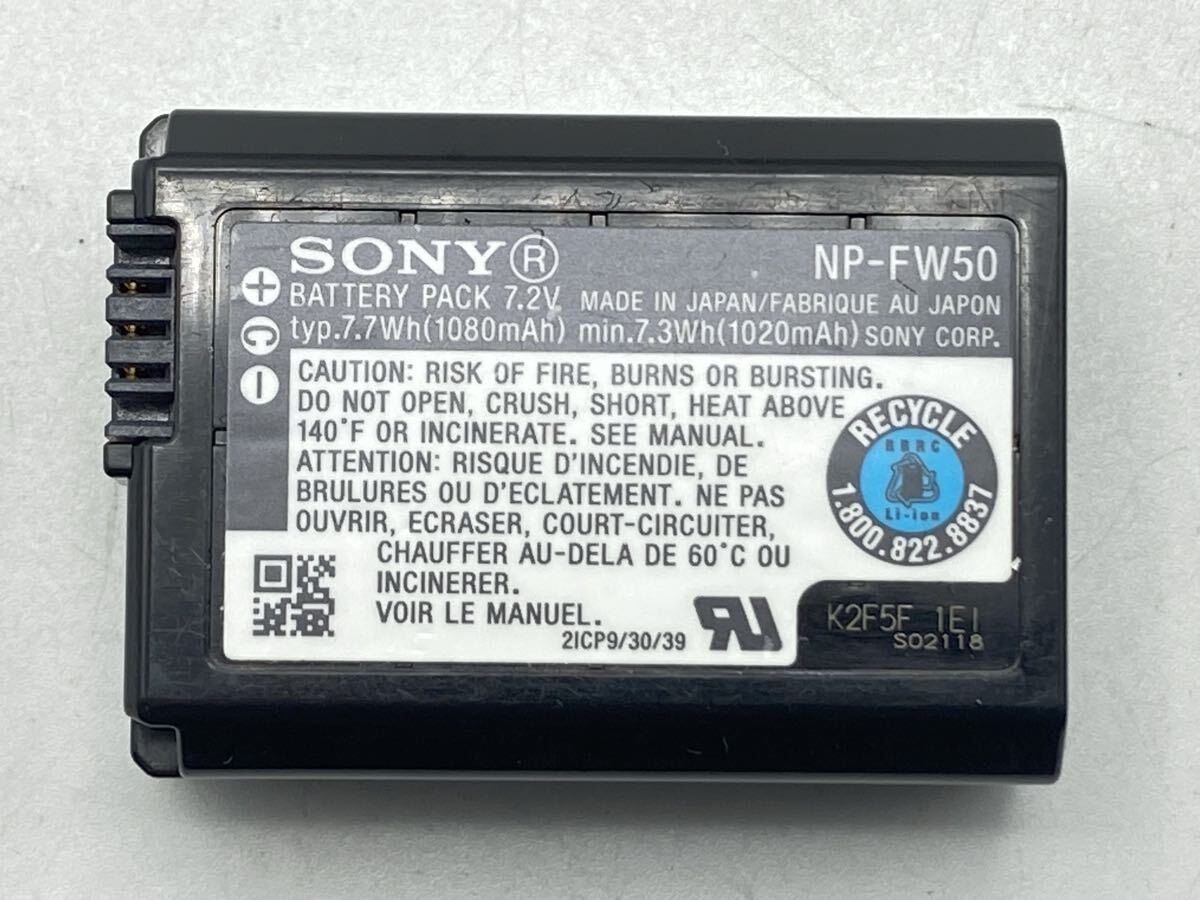 SONY®
NP-FW50
BATTERY PACK 7.2V MADE IN JAPAN/FABRIQUE AU JAPON
typ.7.7Wh(1080mAh) min.7.3Wh(1020mAh) SONY CORP.
+
C
−
CAUTION: RISK OF FIRE, BURNS OR BURSTING.
DO NOT OPEN, CRUSH, SHORT, HEAT ABOVE
140°F OR INCINERATE. SEE MANUAL.
ATTENTION: RISQUE D'INCENDIE, DE
BRULURES OU D'ECLATEMENT. NE PAS
OUVRIR, ECRASER, COURT-CIRCUITER,
CHAUFFER AU-DELA DE 60°C OU
INCINERER.
VOIR LE MANUEL.
RECYCLE
RBRC
Li-ion
1.800.822.8837
2ICP9/30/39
K2F5F 1EI
S02118